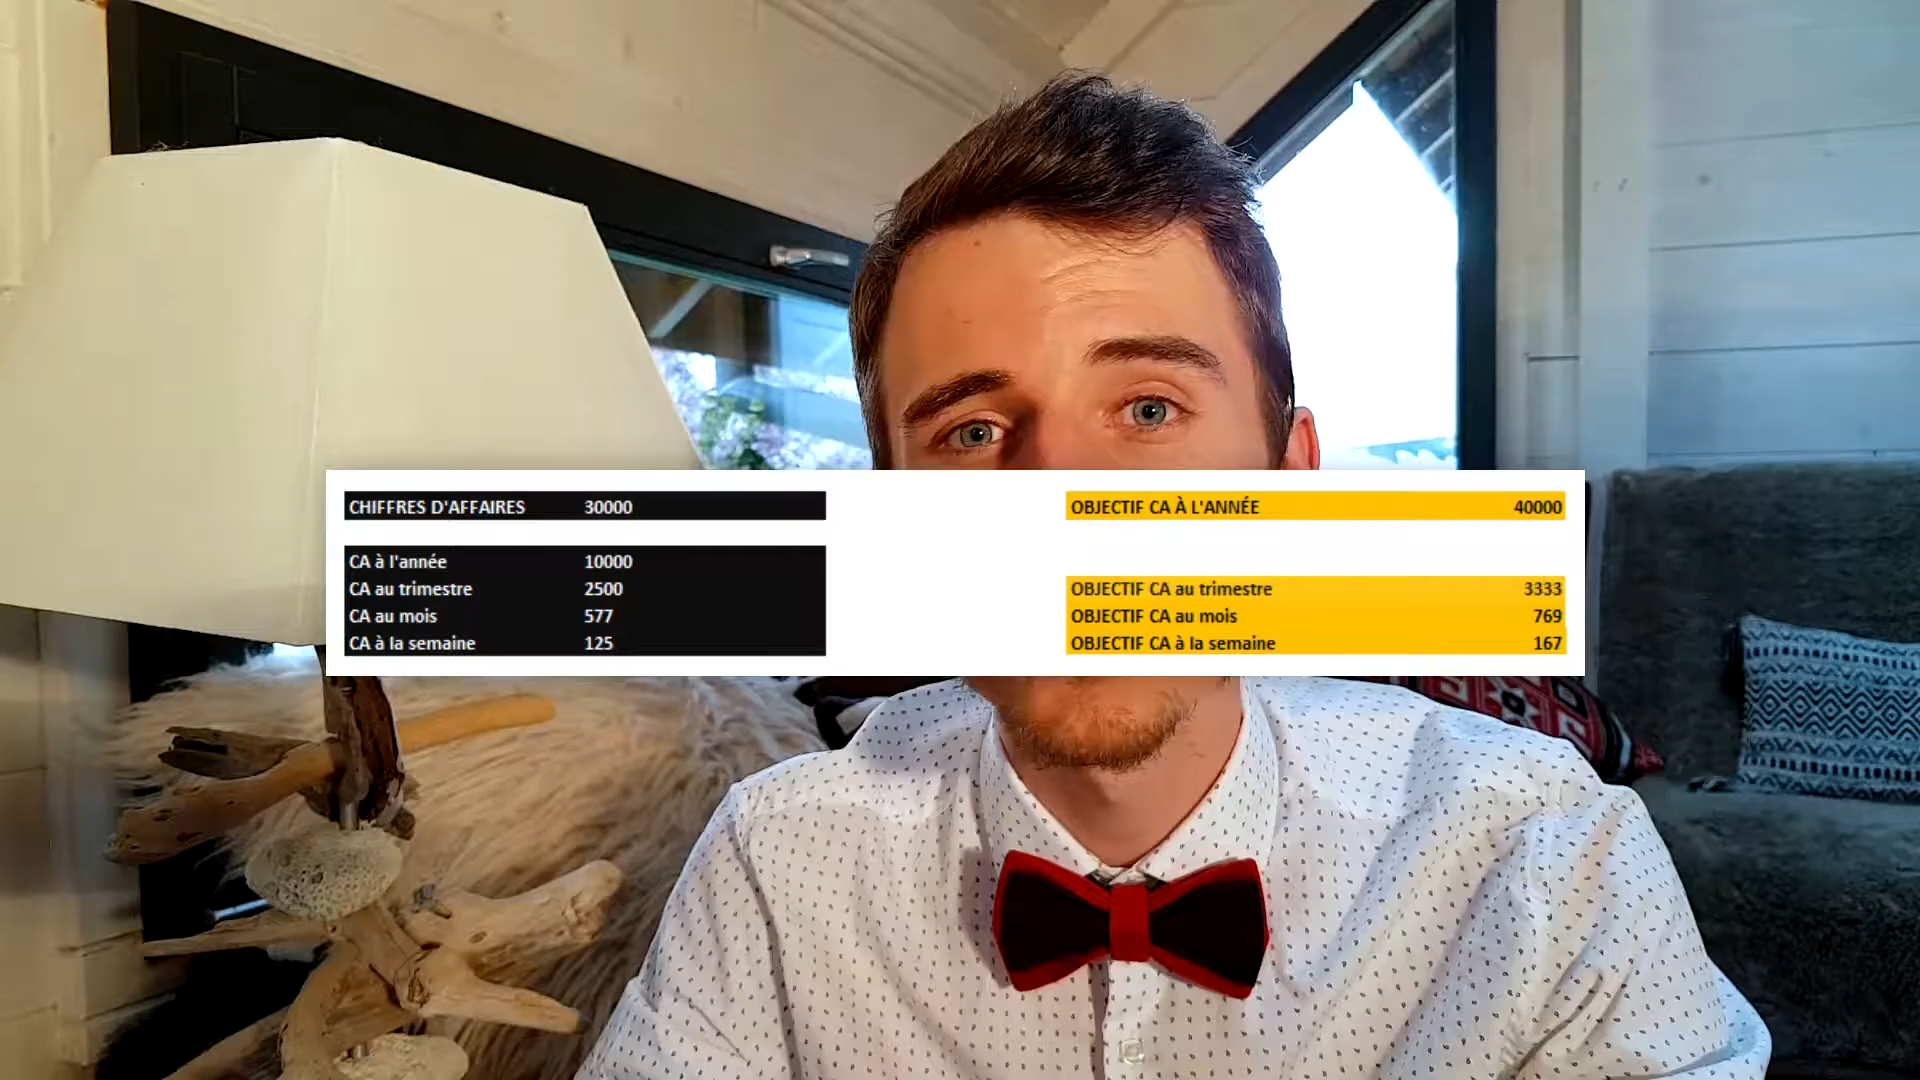 CHIFFRES D'AFFAIRES 30000
CA à l'année 10000
CA au trimestre 2500
CA au mois 577
CA à la semaine 125
OBJECTIF CA À L'ANNÉE 40000
OBJECTIF CA au trimestre 3333
OBJECTIF CA au mois 769
OBJECTIF CA à la semaine 167